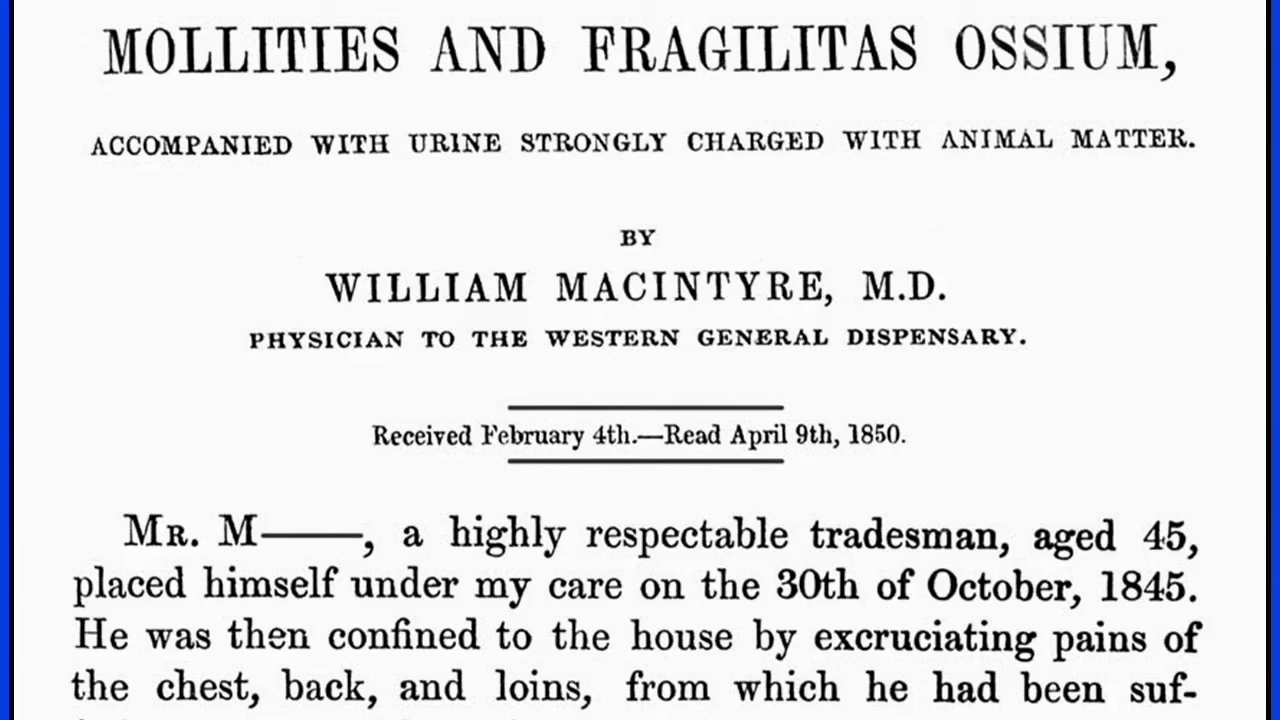 MOLLITIES AND FRAGILITAS OSSIUM,
ACCOMPANIED WITH URINE STRONGLY CHARGED WITH ANIMAL MATTER.
BY
WILLIAM MACINTYRE, M.D.
PHYSICIAN TO THE WESTERN GENERAL DISPENSARY.
Received February 4th.—Read April 9th, 1850.
MR. M——, a highly respectable tradesman, aged 45,
placed himself under my care on the 30th of October, 1845.
He was then confined to the house by excruciating pains of
the chest, back, and loins, from which he had been suf-